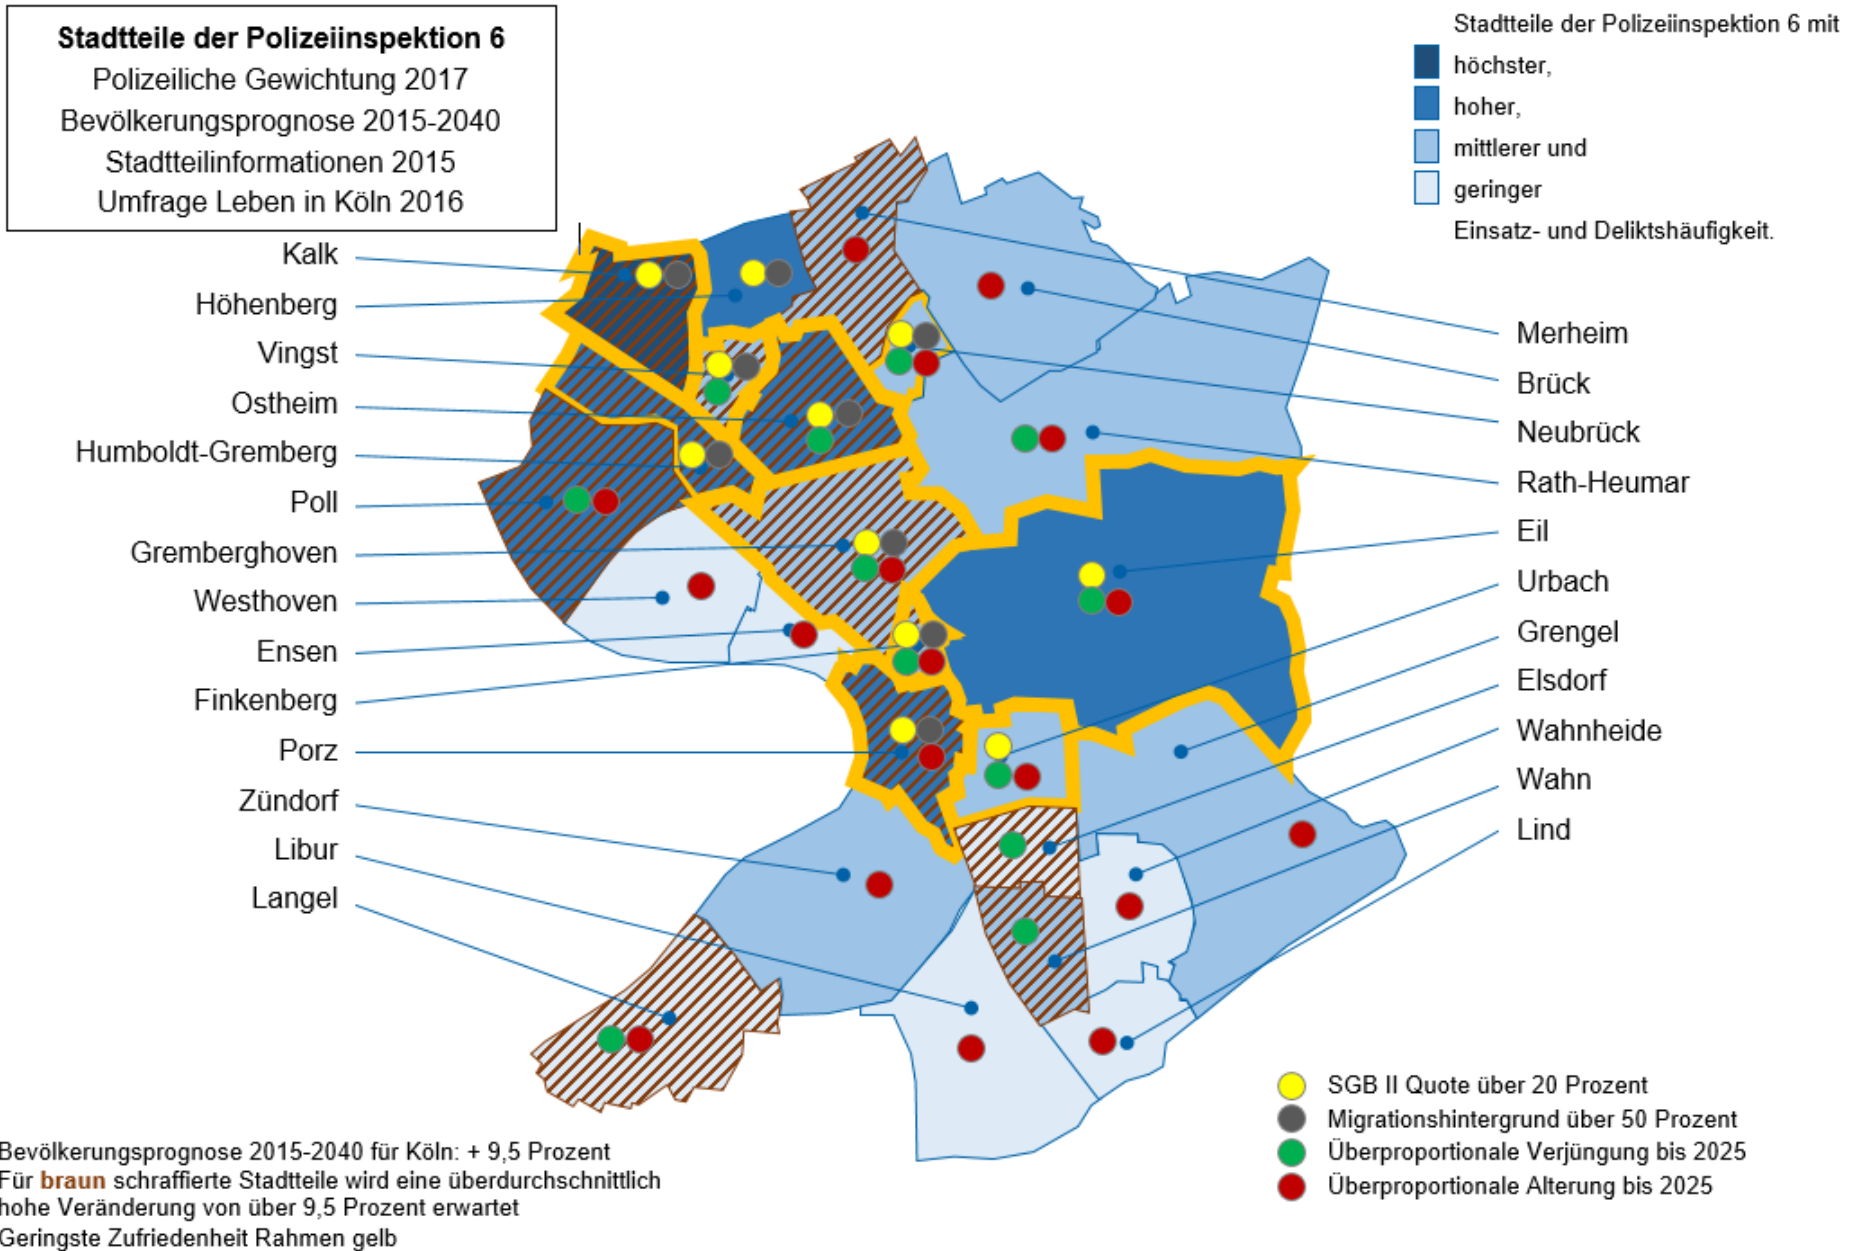 Stadtteile der Polizeiinspektion 6
Polizeiliche Gewichtung 2017
Bevölkerungsprognose 2015-2040
Stadtteilinformationen 2015
Umfrage Leben in Köln 2016
Stadtteile der Polizeiinspektion 6 mit
höchster,
hoher,
mittlerer und
geringer
Einsatz- und Deliktshäufigkeit.
Kalk
Höhenberg
Vingst
Ostheim
Humboldt-Gremberg
Poll
Gremberghoven
Westhoven
Ensen
Finkenberg
Porz
Zündorf
Libur
Langel
Merheim
Brück
Neubrück
Rath-Heumar
Eil
Urbach
Grengel
Elsdorf
Wahnheide
Wahn
Lind
SGB II Quote über 20 Prozent
Migrationshintergrund über 50 Prozent
Überproportionale Verjüngung bis 2025
Überproportionale Alterung bis 2025
Bevölkerungsprognose 2015-2040 für Köln: + 9,5 Prozent
Für braun schraffierte Stadtteile wird eine überdurchschnittlich
hohe Veränderung von über 9,5 Prozent erwartet
Geringste Zufriedenheit Rahmen gelb